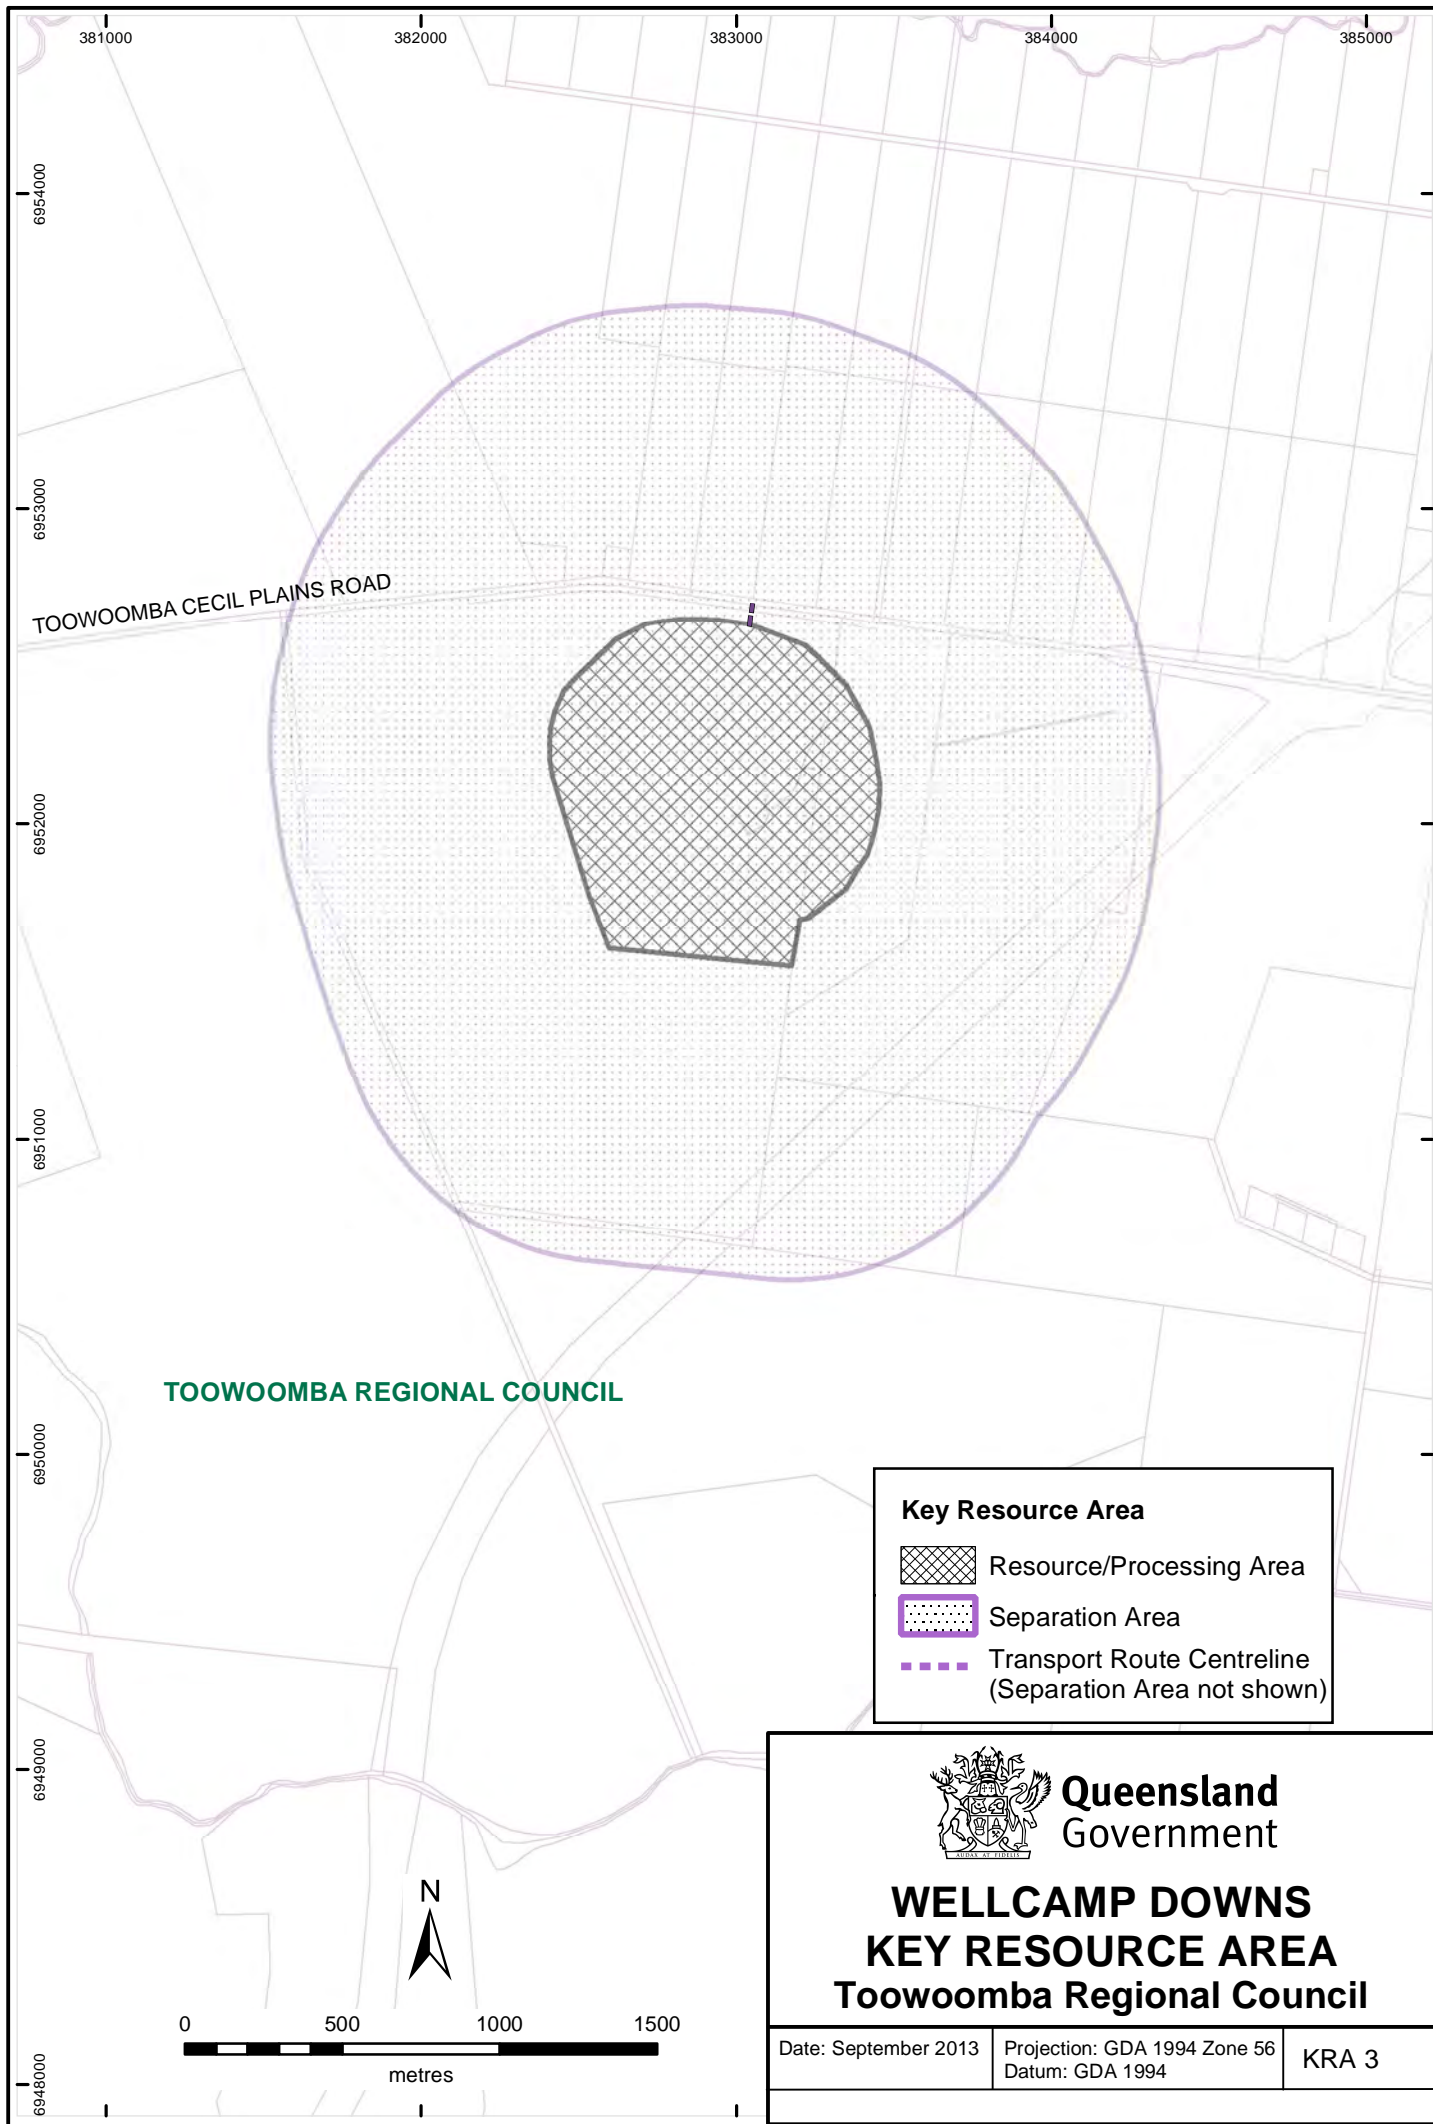 381000
382000
383000
384000
385000
6954000
6953000
6952000
6951000
6950000
6949000
6948000
TOOWOOMBA CECIL PLAINS ROAD
TOOWOOMBA REGIONAL COUNCIL
Key Resource Area
Resource/Processing Area
Separation Area
Transport Route Centreline
(Separation Area not shown)
Queensland
Government
AUDAX AT FIDELIS
WELLCAMP DOWNS
KEY RESOURCE AREA
Toowoomba Regional Council
Date: September 2013
Projection: GDA 1994 Zone 56
Datum: GDA 1994
KRA 3
N
0 500 1000 1500
metres